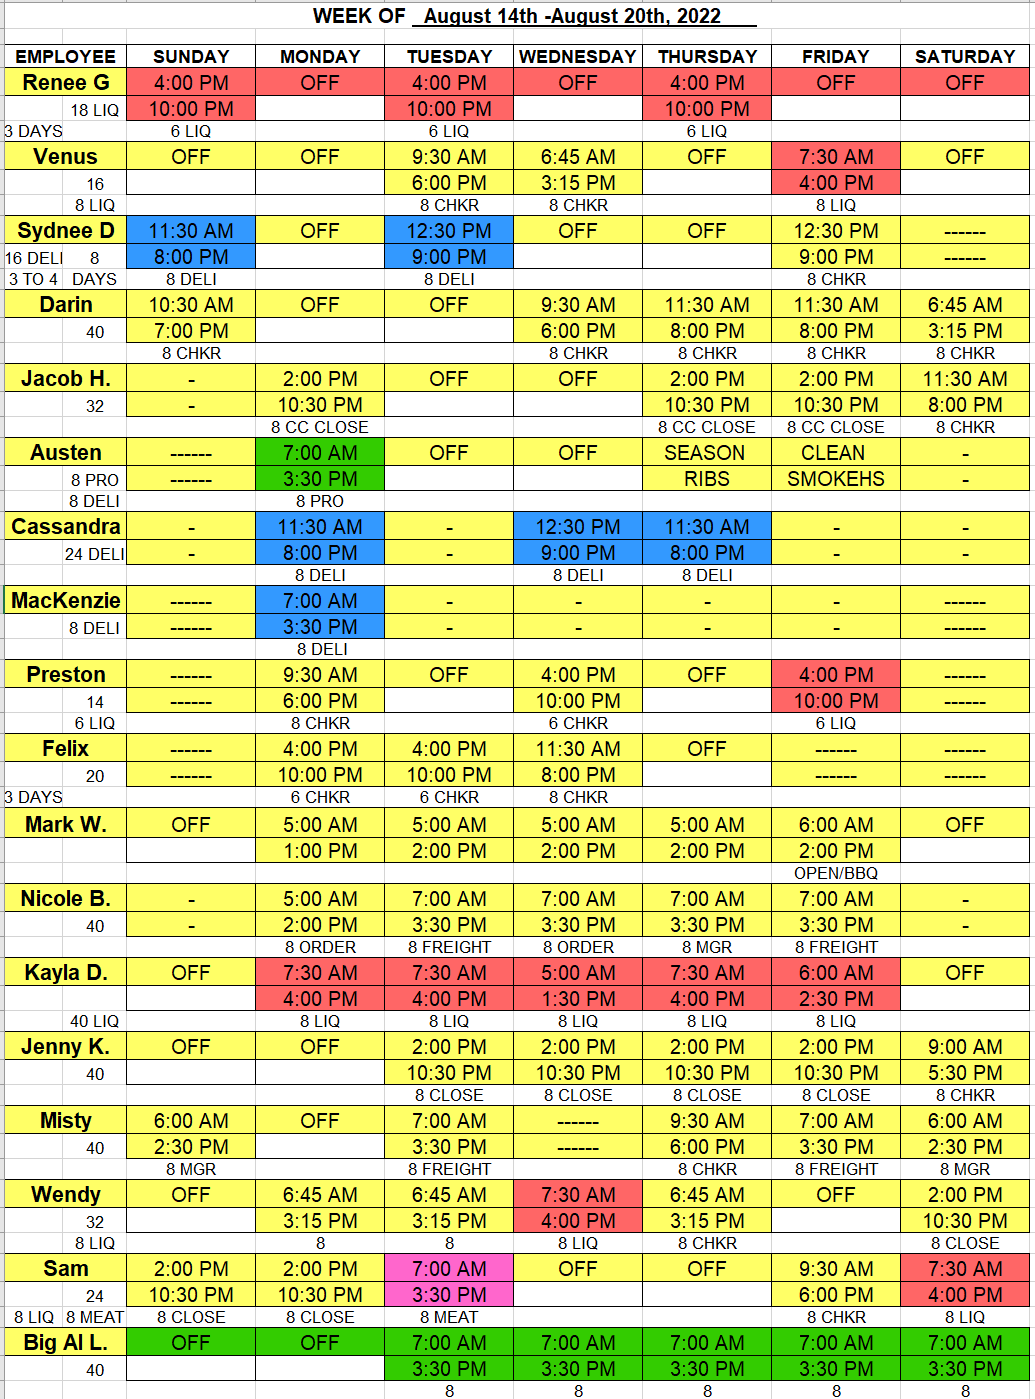 WEEK OF August 14th -August 20th, 2022
EMPLOYEE SUNDAY MONDAY TUESDAY WEDNESDAY THURSDAY FRIDAY SATURDAY
Renee G 4:00 PM OFF 4:00 PM OFF 4:00 PM OFF OFF
18 LIQ 10:00 PM 10:00 PM 10:00 PM
3 DAYS 6 LIQ 6 LIQ 6 LIQ
Venus OFF OFF 9:30 AM 6:45 AM OFF 7:30 AM OFF
16 6:00 PM 3:15 PM 4:00 PM
8 LIQ 8 CHKR 8 CHKR 8 LIQ
Sydnee D 11:30 AM OFF 12:30 PM OFF OFF 12:30 PM ------
16 DELI 8 8:00 PM 9:00 PM 9:00 PM ------
3 TO 4 DAYS 8 DELI 8 DELI 8 CHKR
Darin 10:30 AM OFF OFF 9:30 AM 11:30 AM 11:30 AM 6:45 AM
40 7:00 PM 6:00 PM 8:00 PM 8:00 PM 3:15 PM
8 CHKR 8 CHKR 8 CHKR 8 CHKR 8 CHKR
Jacob H. - 2:00 PM OFF OFF 2:00 PM 2:00 PM 11:30 AM
32 - 10:30 PM 10:30 PM 10:30 PM 8:00 PM
8 CC CLOSE 8 CC CLOSE 8 CC CLOSE 8 CHKR
Austen ------ 7:00 AM OFF OFF SEASON CLEAN -
8 PRO ------ 3:30 PM RIBS SMOKEHS -
8 DELI 8 PRO
Cassandra - 11:30 AM - 12:30 PM 11:30 AM - -
24 DELI - 8:00 PM - 9:00 PM 8:00 PM - -
8 DELI 8 DELI 8 DELI
MacKenzie ------ 7:00 AM - - - - ------
8 DELI ------ 3:30 PM - - - - ------
8 DELI
Preston ------ 9:30 AM OFF 4:00 PM OFF 4:00 PM ------
14 ------ 6:00 PM 10:00 PM 10:00 PM ------
6 LIQ 8 CHKR 6 CHKR 6 LIQ
Felix ------ 4:00 PM 4:00 PM 11:30 AM OFF ------ ------
20 ------ 10:00 PM 10:00 PM 8:00 PM ------ ------
3 DAYS 6 CHKR 6 CHKR 8 CHKR
Mark W. OFF 5:00 AM 5:00 AM 5:00 AM 5:00 AM 6:00 AM OFF
1:00 PM 2:00 PM 2:00 PM 2:00 PM 2:00 PM
OPEN/BBQ
Nicole B. - 5:00 AM 7:00 AM 7:00 AM 7:00 AM 7:00 AM -
40 - 2:00 PM 3:30 PM 3:30 PM 3:30 PM 3:30 PM -
8 ORDER 8 FREIGHT 8 ORDER 8 MGR 8 FREIGHT
Kayla D. OFF 7:30 AM 7:30 AM 5:00 AM 7:30 AM 6:00 AM OFF
4:00 PM 4:00 PM 1:30 PM 4:00 PM 2:30 PM
40 LIQ 8 LIQ 8 LIQ 8 LIQ 8 LIQ 8 LIQ
Jenny K. OFF OFF 2:00 PM 2:00 PM 2:00 PM 2:00 PM 9:00 AM
40 10:30 PM 10:30 PM 10:30 PM 10:30 PM 5:30 PM
8 CLOSE 8 CLOSE 8 CLOSE 8 CLOSE 8 CHKR
Misty 6:00 AM OFF 7:00 AM ------ 9:30 AM 7:00 AM 6:00 AM
40 2:30 PM 3:30 PM ------ 6:00 PM 3:30 PM 2:30 PM
8 MGR 8 FREIGHT 8 CHKR 8 FREIGHT 8 MGR
Wendy OFF 6:45 AM 6:45 AM 7:30 AM 6:45 AM OFF 2:00 PM
32 3:15 PM 3:15 PM 4:00 PM 3:15 PM 10:30 PM
8 LIQ 8 8 8 LIQ 8 CHKR 8 CLOSE
Sam 2:00 PM 2:00 PM 7:00 AM OFF OFF 9:30 AM 7:30 AM
24 10:30 PM 10:30 PM 3:30 PM 6:00 PM 4:00 PM
8 LIQ 8 MEAT 8 CLOSE 8 CLOSE 8 MEAT 8 CHKR 8 LIQ
Big Al L. OFF OFF 7:00 AM 7:00 AM 7:00 AM 7:00 AM 7:00 AM
40 3:30 PM 3:30 PM 3:30 PM 3:30 PM 3:30 PM
8 8 8 8 8